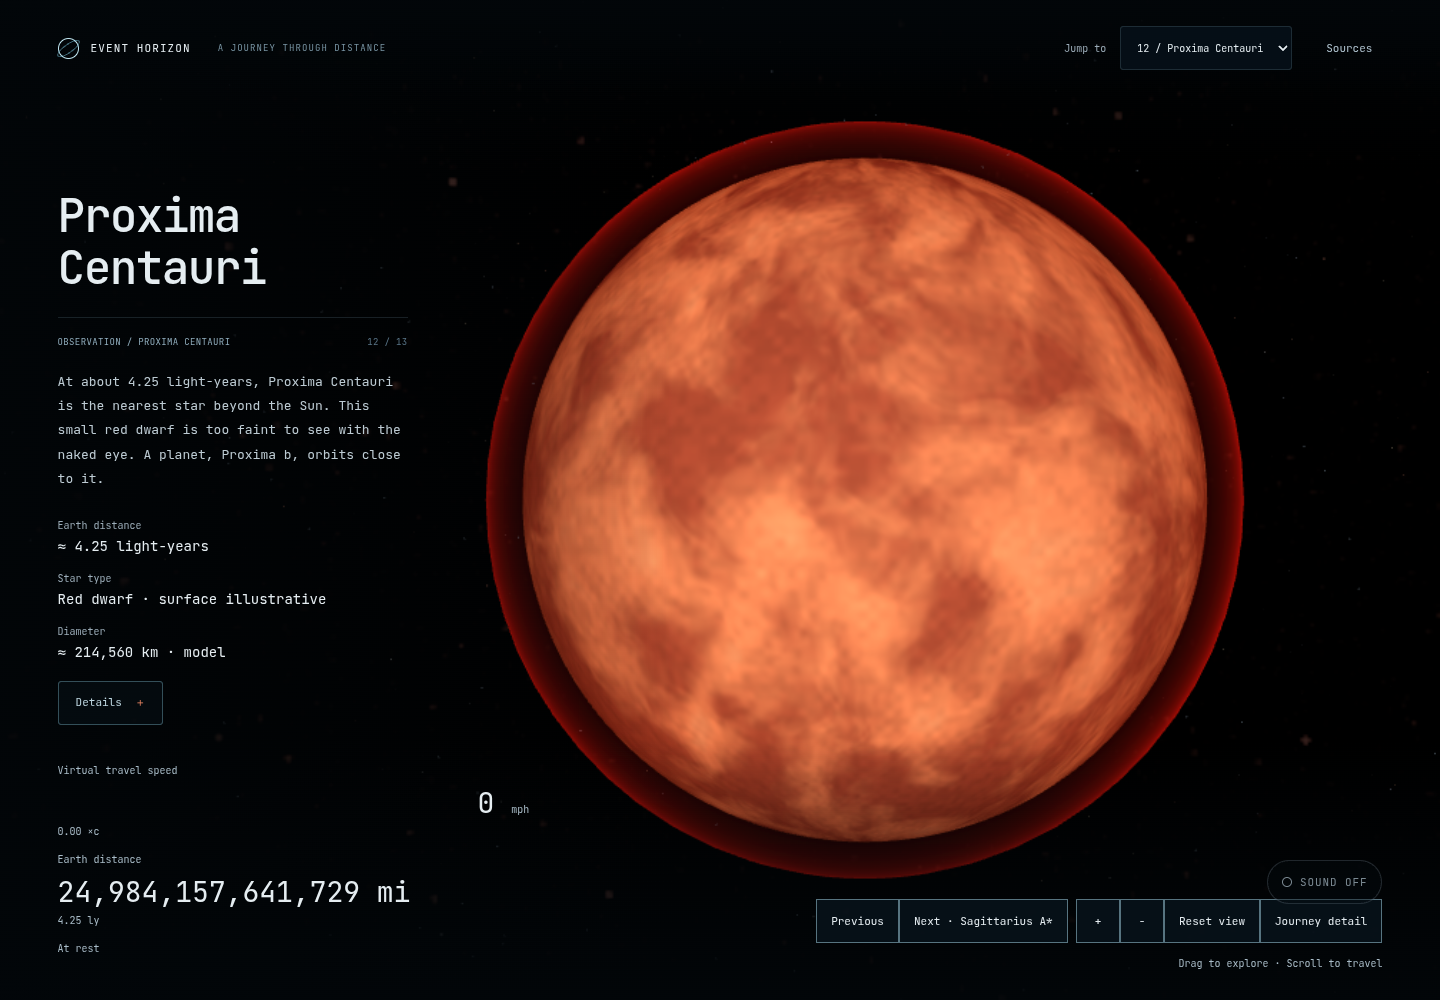 EVENT HORIZON
A JOURNEY THROUGH DISTANCE
Jump to
12 / Proxima Centauri
Sources
Proxima
Centauri
OBSERVATION / PROXIMA CENTAURI
12 / 13
At about 4.25 light-years, Proxima Centauri
is the nearest star beyond the Sun. This
small red dwarf is too faint to see with the
naked eye. A planet, Proxima b, orbits close
to it.
Earth distance
≈ 4.25 light-years
Star type
Red dwarf · surface illustrative
Diameter
≈ 214,560 km · model
Details +
Virtual travel speed
0 mph
0.00 ×c
Earth distance
24,984,157,641,729 mi
4.25 ly
At rest
SOUND OFF
Previous
Next · Sagittarius A*
+
-
Reset view
Journey detail
Drag to explore · Scroll to travel